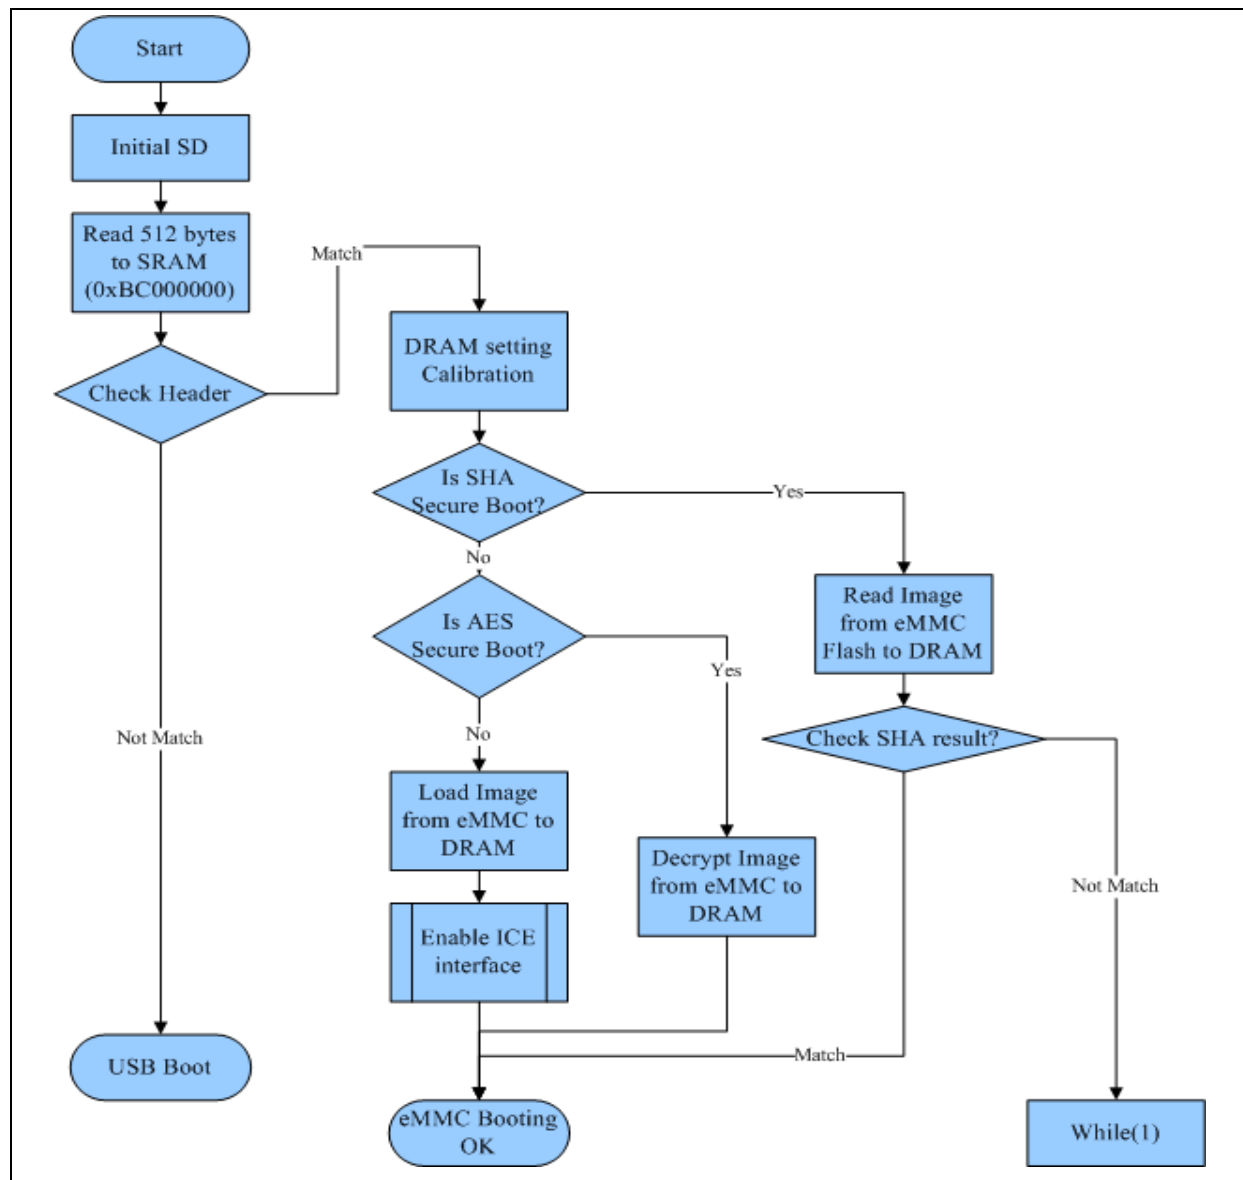 Start
Initial SD
Read 512 bytes
to SRAM
(0xBC000000)
Match
Check Header
DRAM setting
Calibration
Is SHA
Secure Boot?
Yes
No
Read Image
from eMMC
Flash to DRAM
Is AES
Secure Boot?
Yes
No
Not Match
Check SHA result?
Load Image
from eMMC to
DRAM
Decrypt Image
from eMMC to
DRAM
Not Match
Enable ICE
interface
Match
USB Boot
eMMC Booting
OK
While(1)